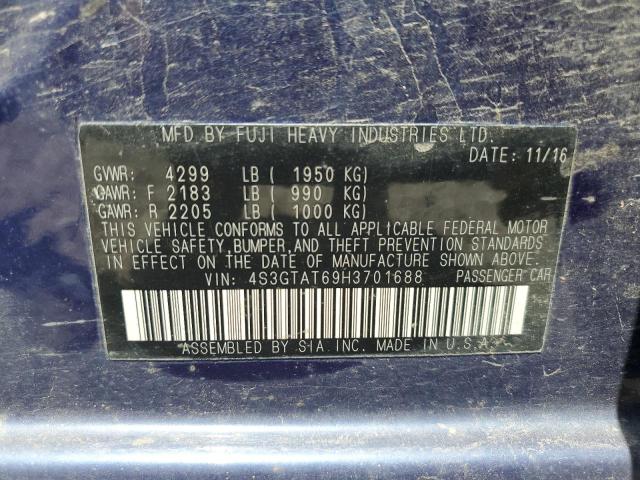 MFD. BY FUJI HEAVY INDUSTRIES LTD.
DATE: 11/16
GVWR: 4299 LB ( 1950 KG)
GAWR: F 2183 LB ( 990 KG)
GAWR: R 2205 LB ( 1000 KG)
THIS VEHICLE CONFORMS TO ALL APPLICABLE FEDERAL MOTOR
VEHICLE SAFETY, BUMPER, AND THEFT PREVENTION STANDARDS
IN EFFECT ON THE DATE OF MANUFACTURE SHOWN ABOVE.
VIN: 4S3GTAT69H3701688 PASSENGER CAR
ASSEMBLED BY SIA INC. MADE IN U.S.A.